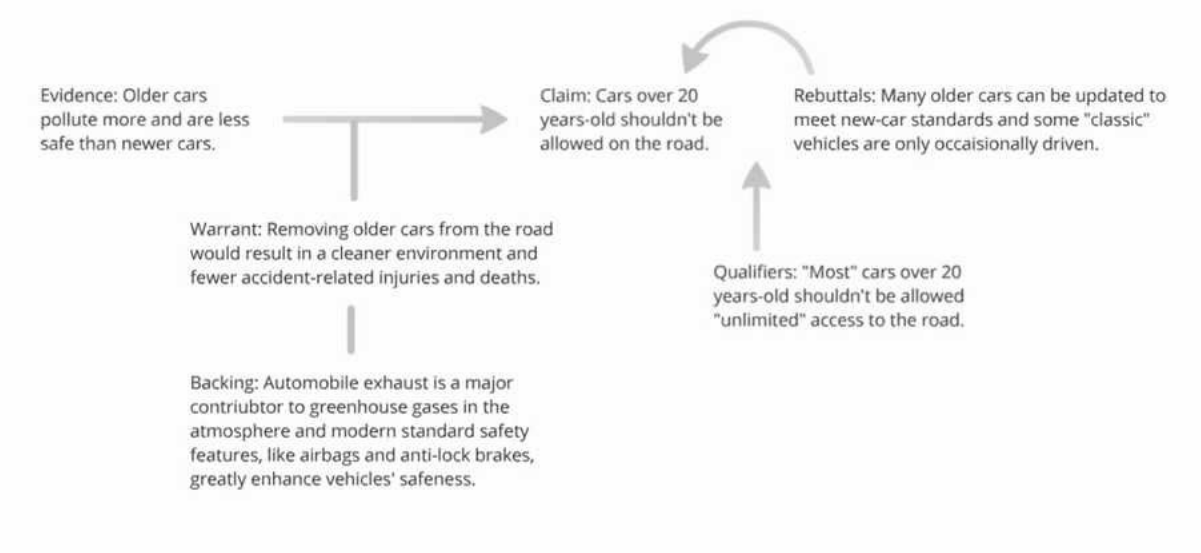 Evidence: Older cars
pollute more and are less
safe than newer cars.
Claim: Cars over 20
years-old shouldn't be
allowed on the road.
Rebuttals: Many older cars can be updated to
meet new-car standards and some "classic"
vehicles are only occaisionally driven.
Warrant: Removing older cars from the road
would result in a cleaner environment and
fewer accident-related injuries and deaths.
Qualifiers: "Most" cars over 20
years-old shouldn't be allowed
"unlimited" access to the road.
Backing: Automobile exhaust is a major
contriubtor to greenhouse gases in the
atmosphere and modern standard safety
features, like airbags and anti-lock brakes,
greatly enhance vehicles' safeness.